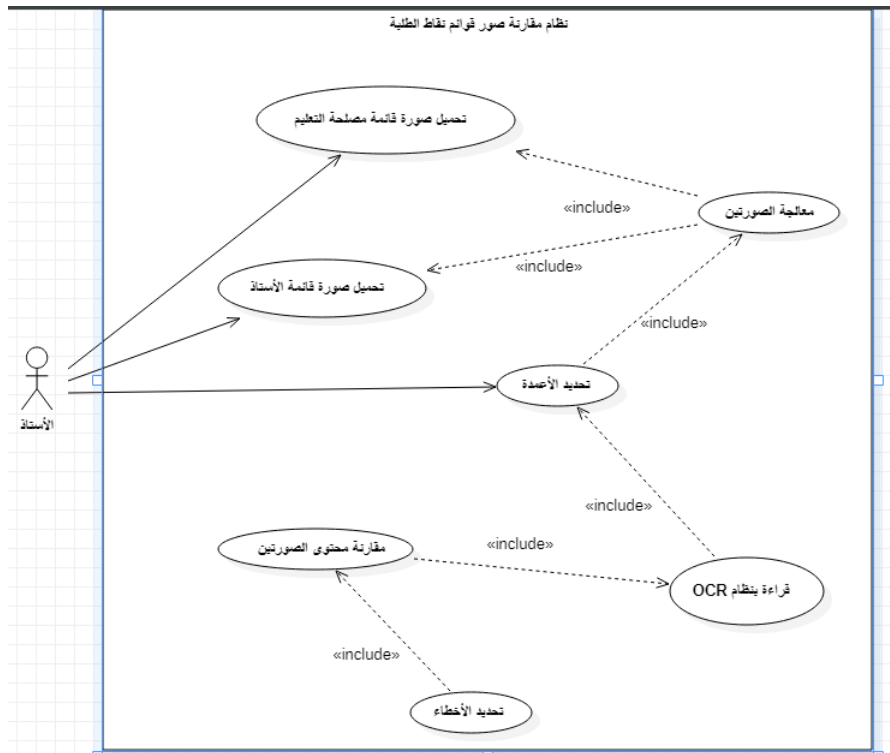 نظام مقارنة صور قوائم نقاط الطلبة
تحميل صورة قائمة مصلحة التعليم
«include»
معالجة الصورتين
«include»
تحميل صورة قائمة الأستاذ
«include»
تحديد الأعمدة
الأستاذ
«include»
مقارنة محتوى الصورتين
«include»
قراءة بنظام OCR
«include»
تحديد الأخطاء